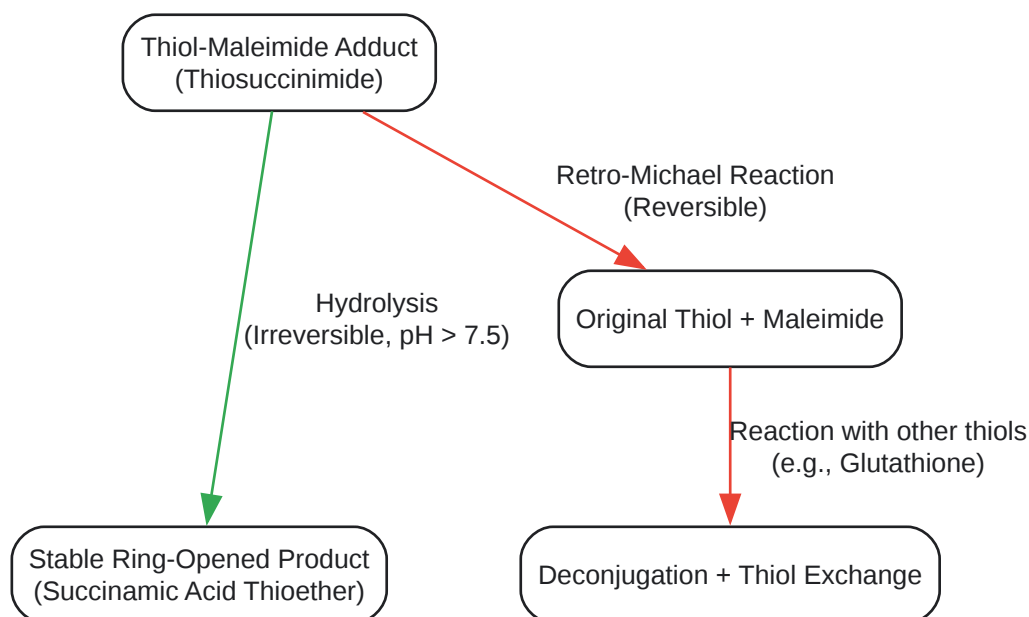 Thiol-Maleimide Adduct
(Thiosuccinimide)
Retro-Michael Reaction
(Reversible)
Hydrolysis
(Irreversible, pH > 7.5)
Original Thiol + Maleimide
Reaction with other thiols
(e.g., Glutathione)
Stable Ring-Opened Product
(Succinamic Acid Thioether)
Deconjugation + Thiol Exchange